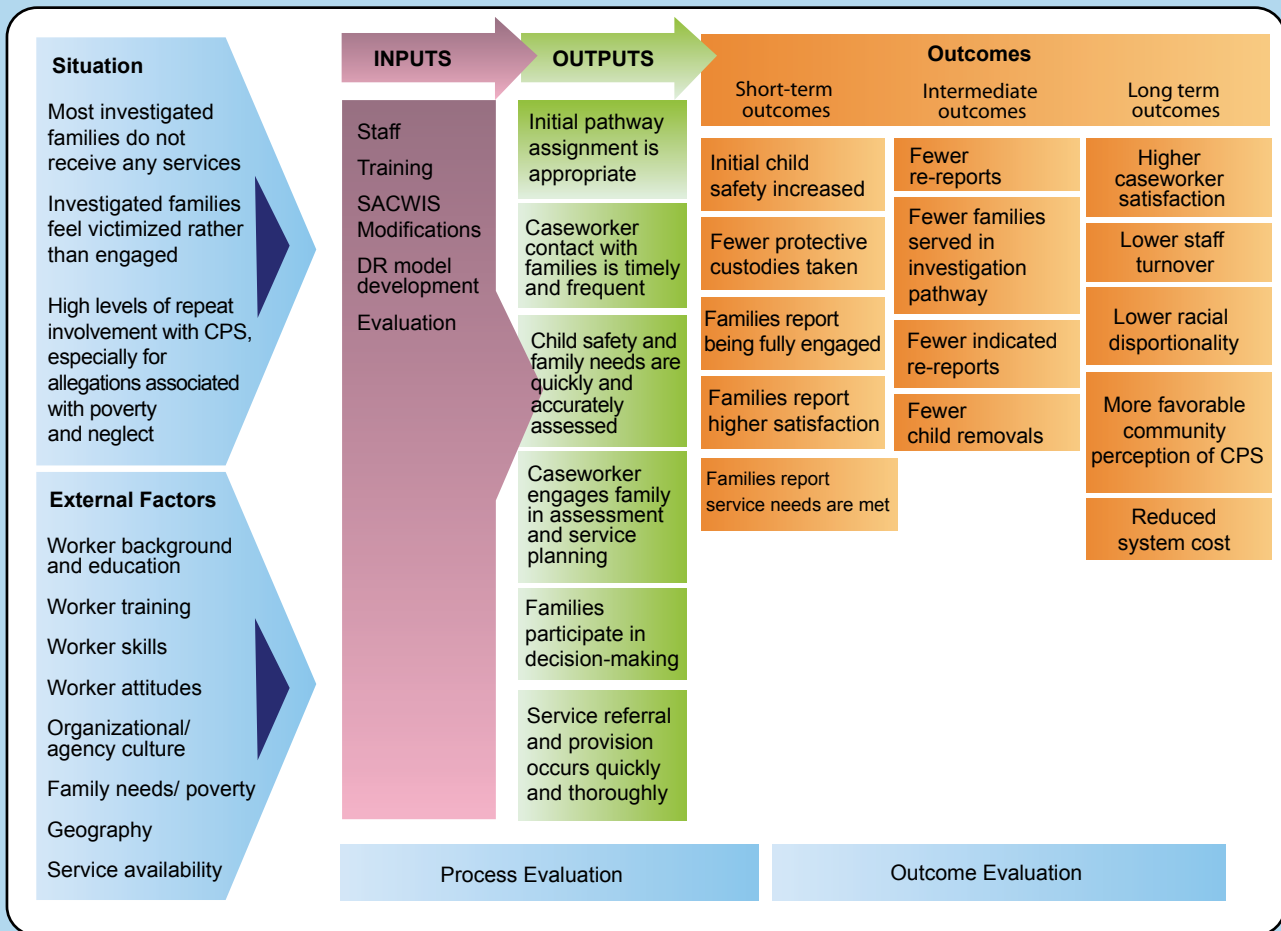 Situation
Most investigated
families do not
receive any services
Investigated families
feel victimized rather
than engaged
High levels of repeat
involvement with CPS,
especially for
allegations associated
with poverty
and neglect
External Factors
Worker background
and education
Worker training
Worker skills
Worker attitudes
Organizational/
agency culture
Family needs/ poverty
Geography
Service availability
INPUTS
Staff
Training
SACWIS
Modifications
DR model
development
Evaluation
OUTPUTS
Initial pathway
assignment is
appropriate
Caseworker
contact with
families is timely
and frequent
Child safety and
family needs are
quickly and
accurately
assessed
Caseworker
engages family
in assessment
and service
planning
Families
participate in
decision-making
Service referral
and provision
occurs quickly
and thoroughly
Outcomes
Short-term
outcomes
Initial child
safety increased
Fewer protective
custodies taken
Families report
being fully engaged
Families report
higher satisfaction
Families report
service needs are met
Intermediate
outcomes
Fewer
re-reports
Fewer families
served in
investigation
pathway
Fewer indicated
re-reports
Fewer
child removals
Long term
outcomes
Higher
caseworker
satisfaction
Lower staff
turnover
Lower racial
disportionality
More favorable
community
perception of CPS
Reduced
system cost
Process Evaluation
Outcome Evaluation